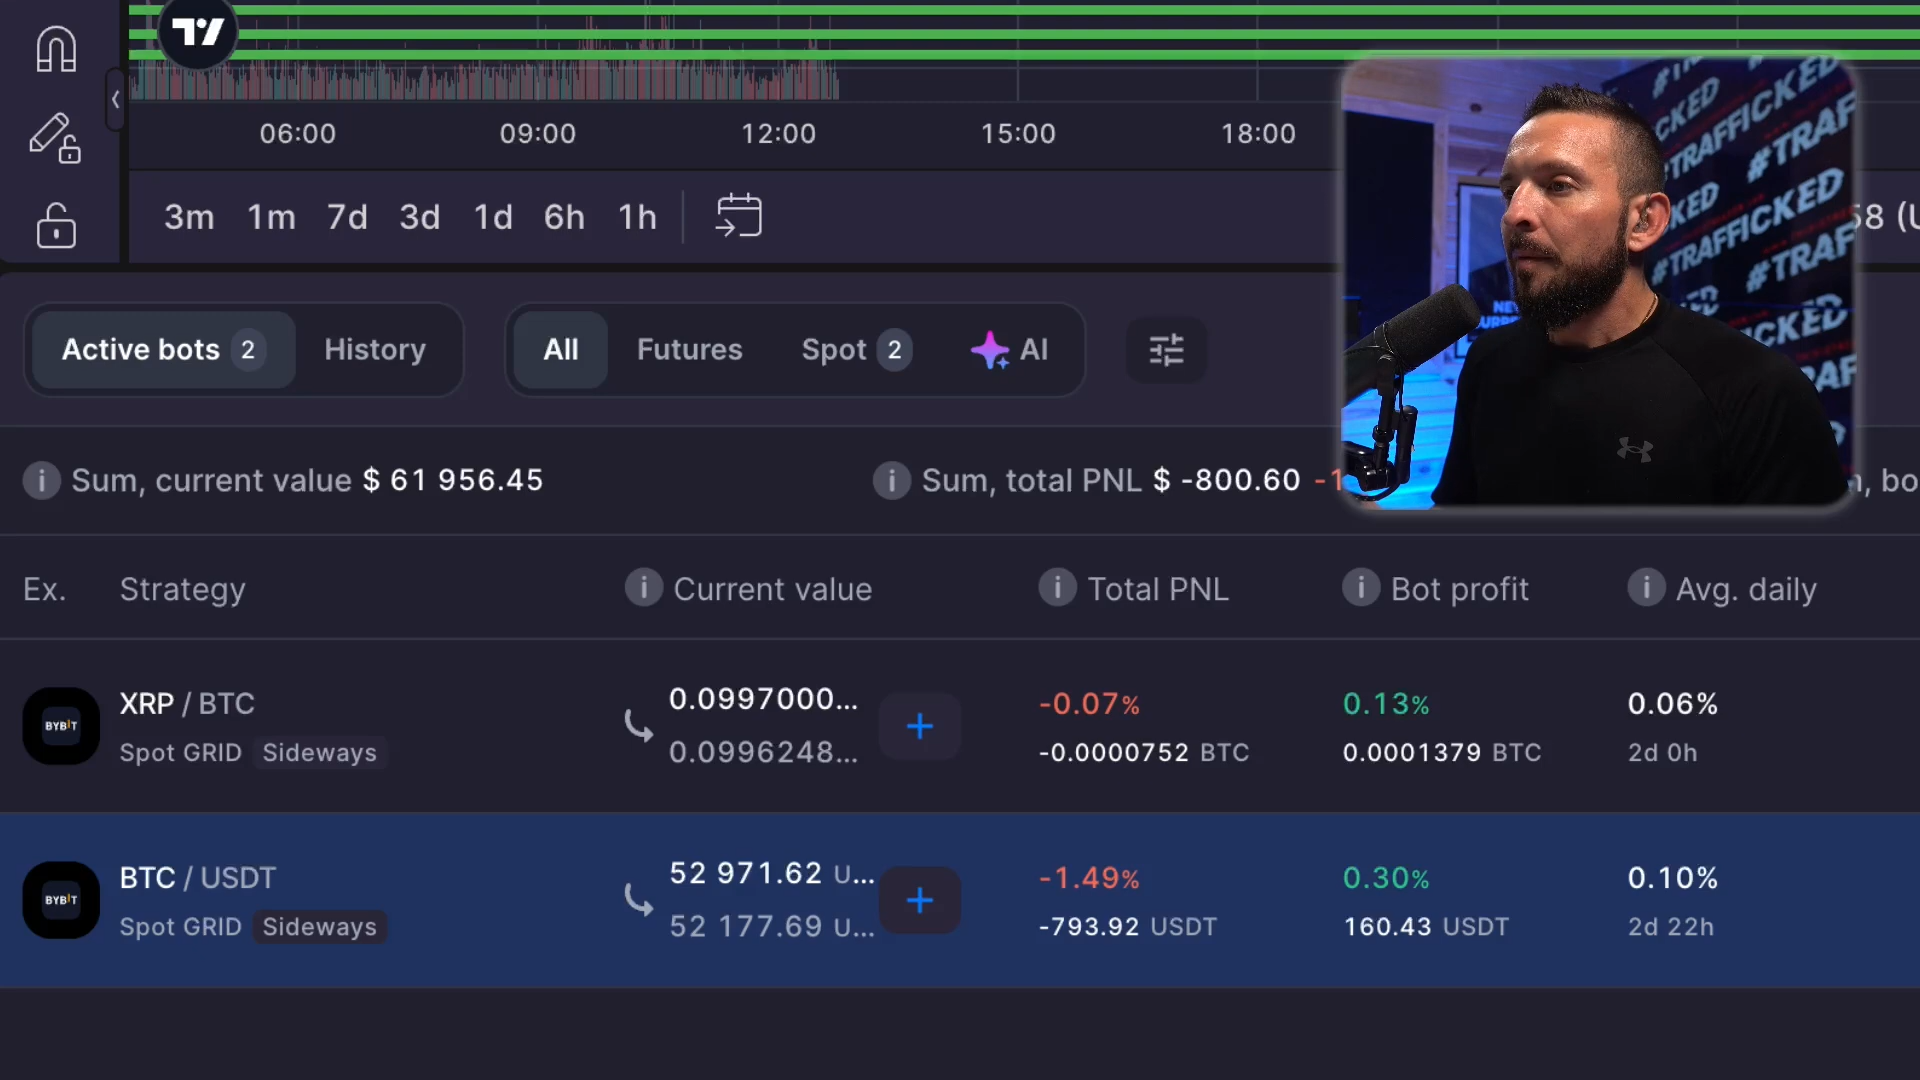 06:00 09:00 12:00 15:00 18:00
3m 1m 7d 3d 1d 6h 1h
Active bots 2 History All Futures Spot 2 AI
Sum, current value $ 61 956.45 Sum, total PNL $ -800.60
Ex. Strategy Current value Total PNL Bot profit Avg. daily
XRP / BTC 0.0997000... -0.07% 0.13% 0.06%
BYBIT
Spot GRID Sideways 0.0996248... -0.0000752 BTC 0.0001379 BTC 2d 0h
BTC / USDT 52 971.62 U... -1.49% 0.30% 0.10%
BYBIT
Spot GRID Sideways 52 177.69 U... -793.92 USDT 160.43 USDT 2d 22h
#TRAFFICKED